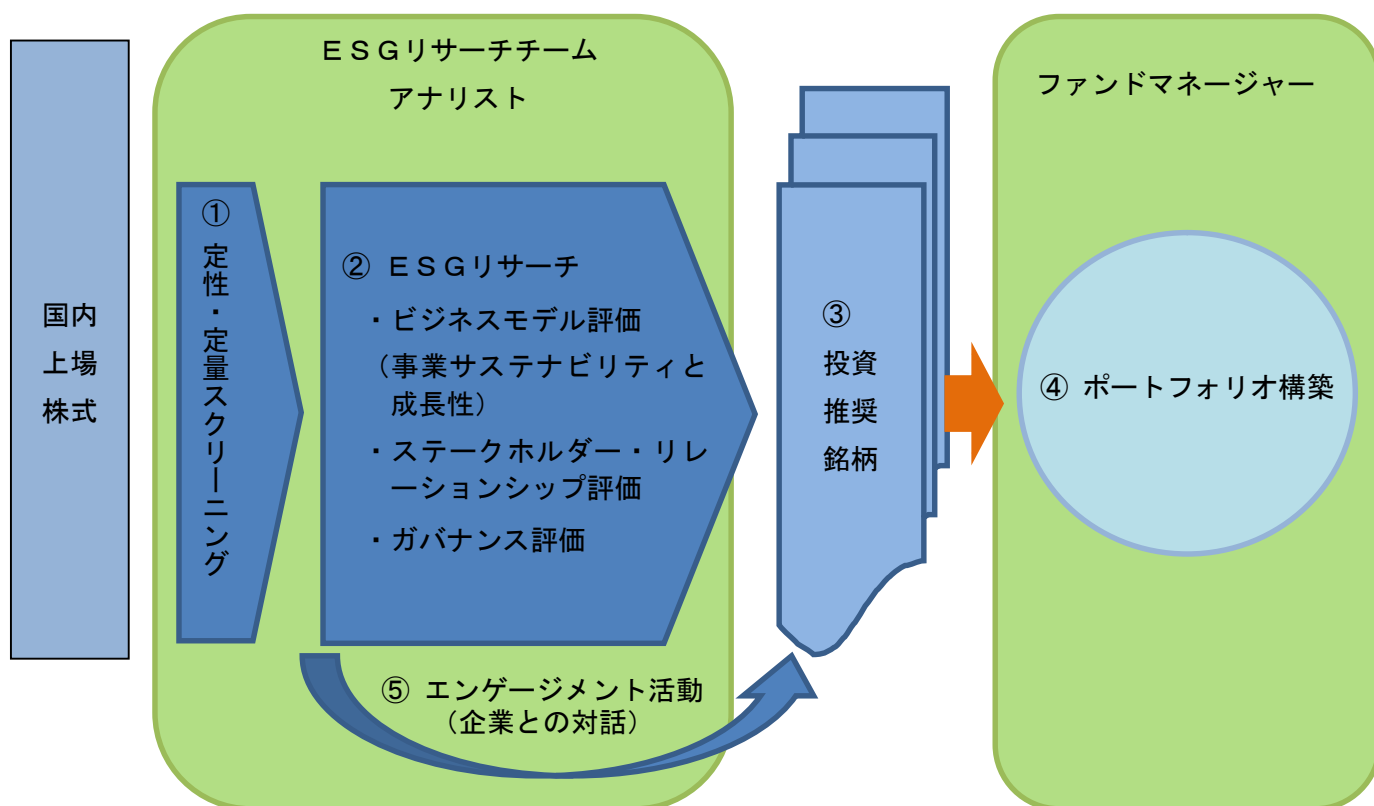 国内
上場
株式
ＥＳＧリサーチチーム
アナリスト
① 定性・定量スクリーニング
② ＥＳＧリサーチ
・ビジネスモデル評価
（事業サステナビリティと
成長性）
・ステークホルダー・リレ
ーションシップ評価
・ガバナンス評価
⑤ エンゲージメント活動
（企業との対話）
③
投資
推奨
銘柄
ファンドマネージャー
④ ポートフォリオ構築